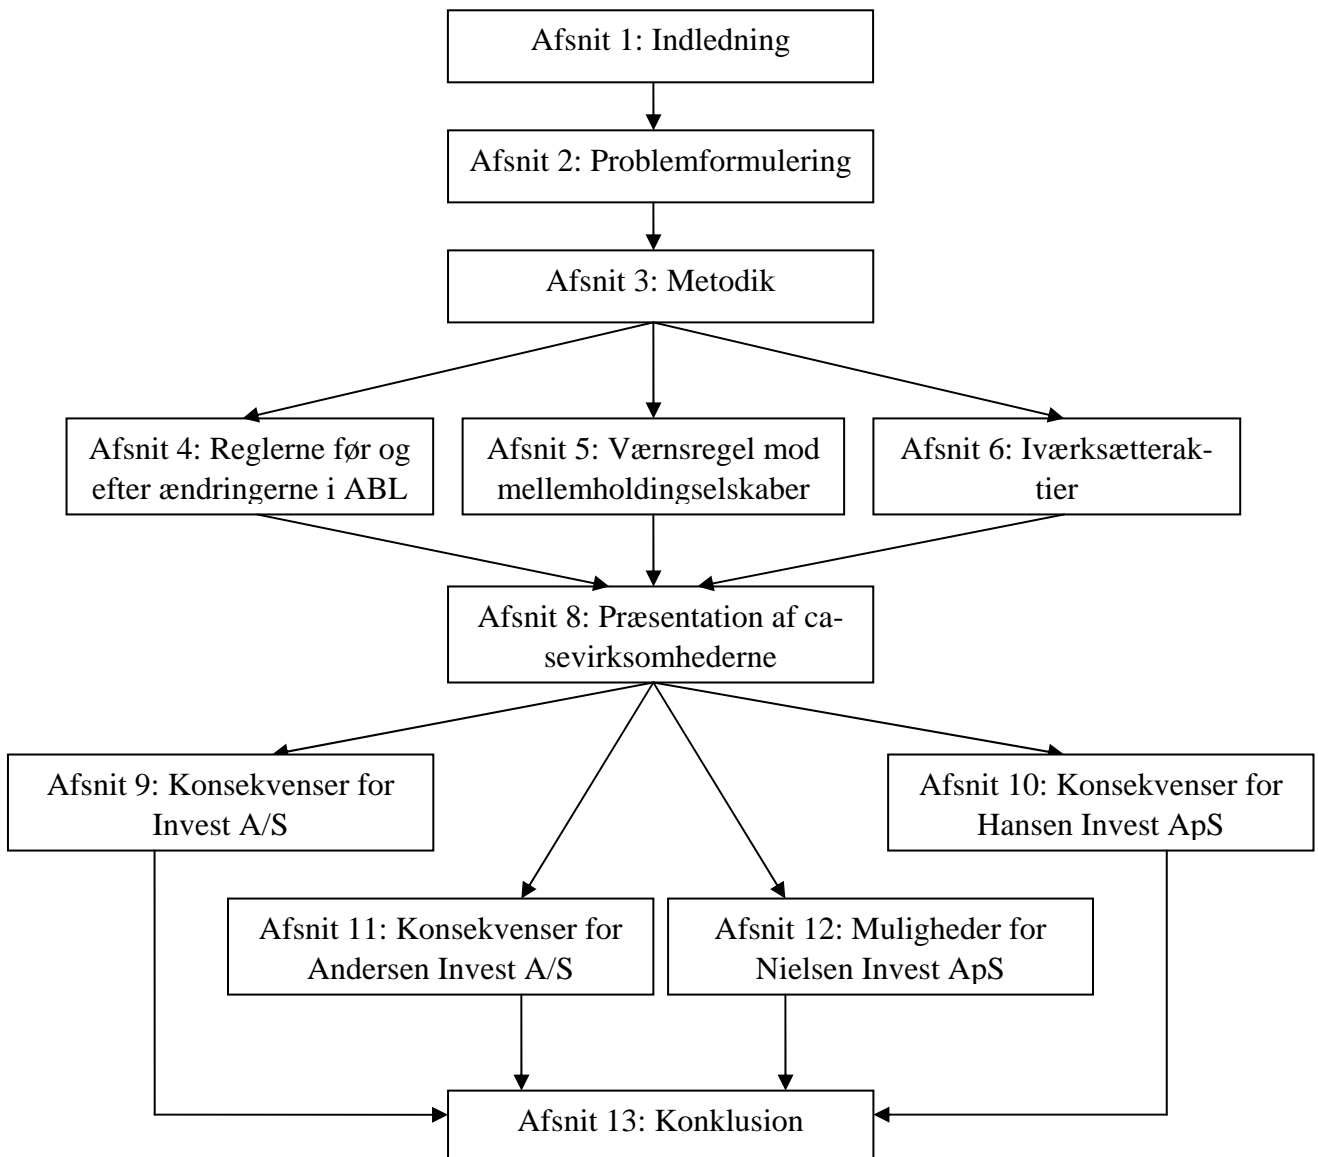 Afsnit 1: Indledning
Afsnit 2: Problemformulering
Afsnit 3: Metodik
Afsnit 4: Reglerne før og
efter ændringerne i ABL
Afsnit 5: Værnsregel mod
mellemholdingselskaber
Afsnit 6: Iværksætterak-
tier
Afsnit 8: Præsentation af ca-
sevirksomhederne
Afsnit 9: Konsekvenser for
Invest A/S
Afsnit 10: Konsekvenser for
Hansen Invest ApS
Afsnit 11: Konsekvenser for
Andersen Invest A/S
Afsnit 12: Muligheder for
Nielsen Invest ApS
Afsnit 13: Konklusion